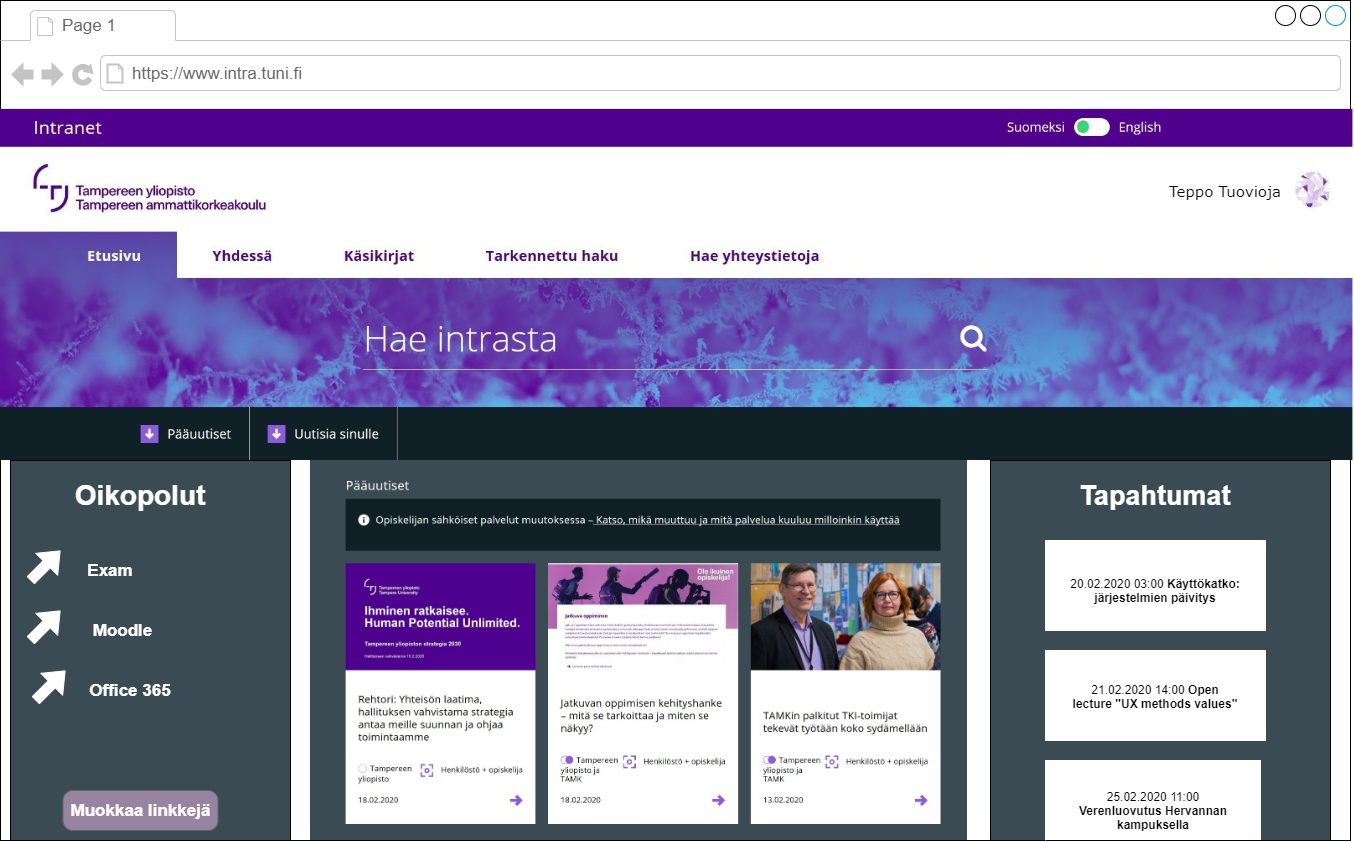 Page 1
https://www.intra.tuni.fi
Intranet
Suomeksi
English
Tampereen yliopisto
Tampereen ammattikorkeakoulu
Teppo Tuovioja
Etusivu
Yhdessä
Käsikirjat
Tarkennettu haku
Hae yhteystietoja
Hae intrasta
Pääuutiset
Uutisia sinulle
Oikopolut
Exam
Moodle
Office 365
Muokkaa linkkejä
Pääuutiset
Opiskelijan sähköiset palvelut muutoksessa – Katso, mikä muuttuu ja mitä palvelua kuuluu milloinkin käyttää
Tampereen yliopisto
Tampere University
Ihminen ratkaisee.
Human Potential Unlimited.
Tampereen yliopiston strategia 2030
Rehtori: Yhteisön laatima,
hallituksen vahvistama strategia
antaa meille suunnan ja ohjaa
toimintaamme
Tampereen
yliopisto
Henkilöstö + opiskelija
18.02.2020
Ole ikuinen
opiskelija!
Jatkuva oppiminen
Jatkuvan oppimisen kehityshanke
– mitä se tarkoittaa ja miten se
näkyy?
Tampereen
yliopisto ja
TAMK
Henkilöstö + opiskelija
18.02.2020
TAMKin palkitut TKI-toimijat
tekevät työtään koko sydämellään
Tampereen
yliopisto ja
TAMK
Henkilöstö + opiskelija
13.02.2020
Tapahtumat
20.02.2020 03:00 Käyttökatko:
järjestelmien päivitys
21.02.2020 14:00 Open
lecture "UX methods values"
25.02.2020 11:00
Verenluovutus Hervannan
kampuksella